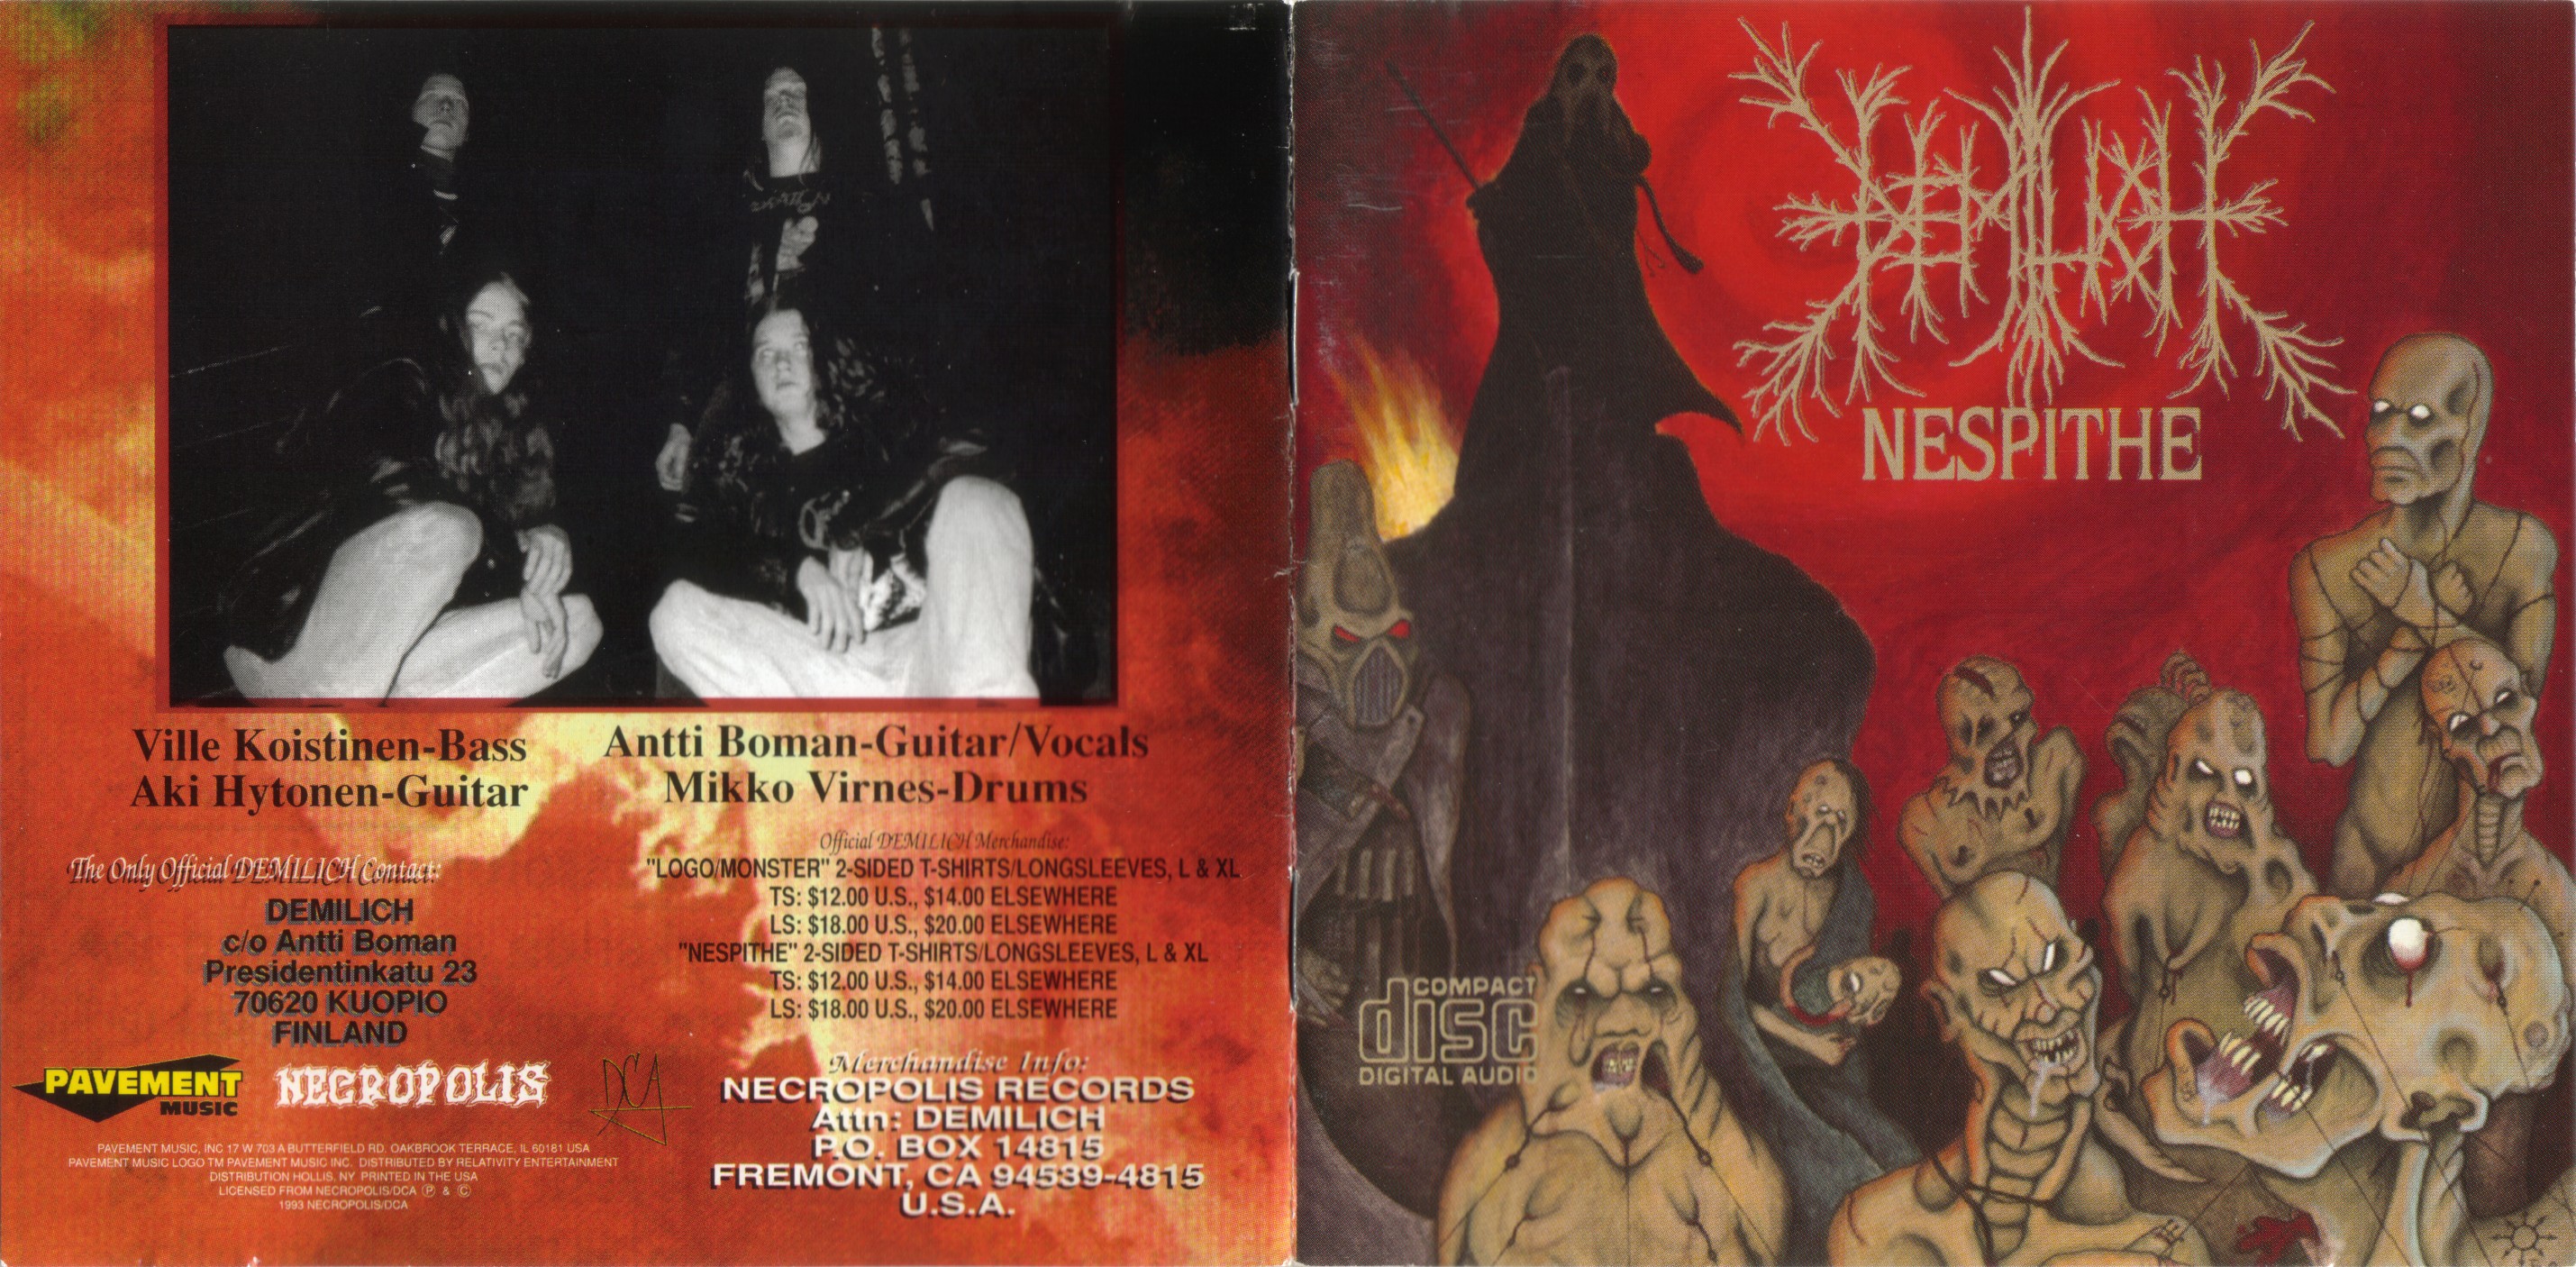 Ville Koistinen-Bass
Aki Hytonen-Guitar
Antti Boman-Guitar/Vocals
Mikko Virnes-Drums
The Only Official DEMILICH Contact:
DEMILICH
c/o Antti Boman
Presidentinkatu 23
70620 KUOPIO
FINLAND
Official DEMILICH Merchandise:
"LOGO/MONSTER" 2-SIDED T-SHIRTS/LONGSLEEVES, L & XL
TS: $12.00 U.S., $14.00 ELSEWHERE
LS: $18.00 U.S., $20.00 ELSEWHERE
"NESPITHE" 2-SIDED T-SHIRTS/LONGSLEEVES, L & XL
TS: $12.00 U.S., $14.00 ELSEWHERE
LS: $18.00 U.S., $20.00 ELSEWHERE
Merchandise Info:
NECROPOLIS RECORDS
Attn: DEMILICH
P.O. BOX 14815
FREMONT, CA 94539-4815
U.S.A.
PAVEMENT
MUSIC
NECROPOLIS
DCA
PAVEMENT MUSIC, INC 17 W 703 A BUTTERFIELD RD. OAKBROOK TERRACE, IL 60181 USA
PAVEMENT MUSIC LOGO TM PAVEMENT MUSIC INC. DISTRIBUTED BY RELATIVITY ENTERTAINMENT
DISTRIBUTION HOLLIS, NY PRINTED IN THE USA
LICENSED FROM NECROPOLIS/DCA Ⓟ & Ⓒ
1993 NECROPOLIS/DCA
DEMILICH
NESPITHE
COMPACT
disc
DIGITAL AUDIO